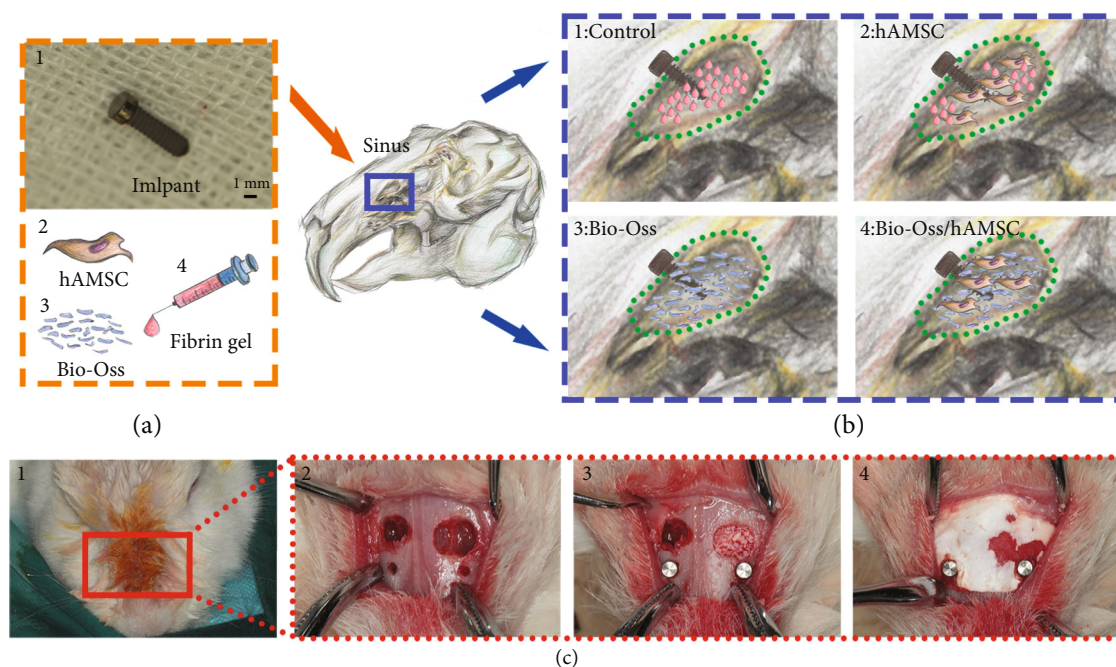 1
Imlpant
1 mm
2
hAMSC
3
Bio-Oss
4
Fibrin gel
(a)
Sinus
1:Control
2:hAMSC
3:Bio-Oss
4:Bio-Oss/hAMSC
(b)
1
2
3
4
(c)